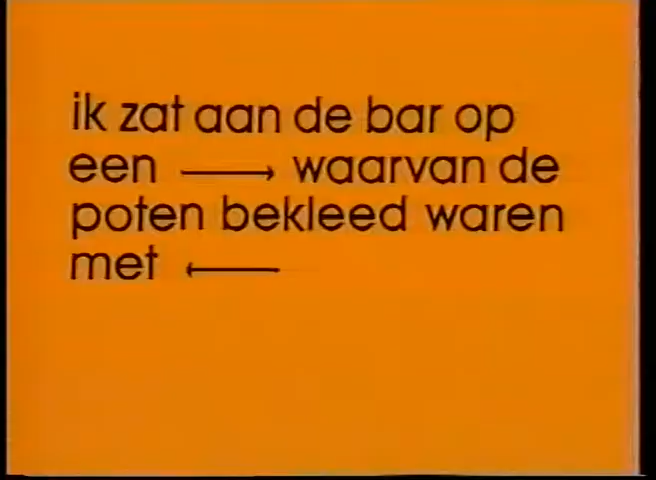 ik zat aan de bar op
een → waarvan de
poten bekleed waren
met ←